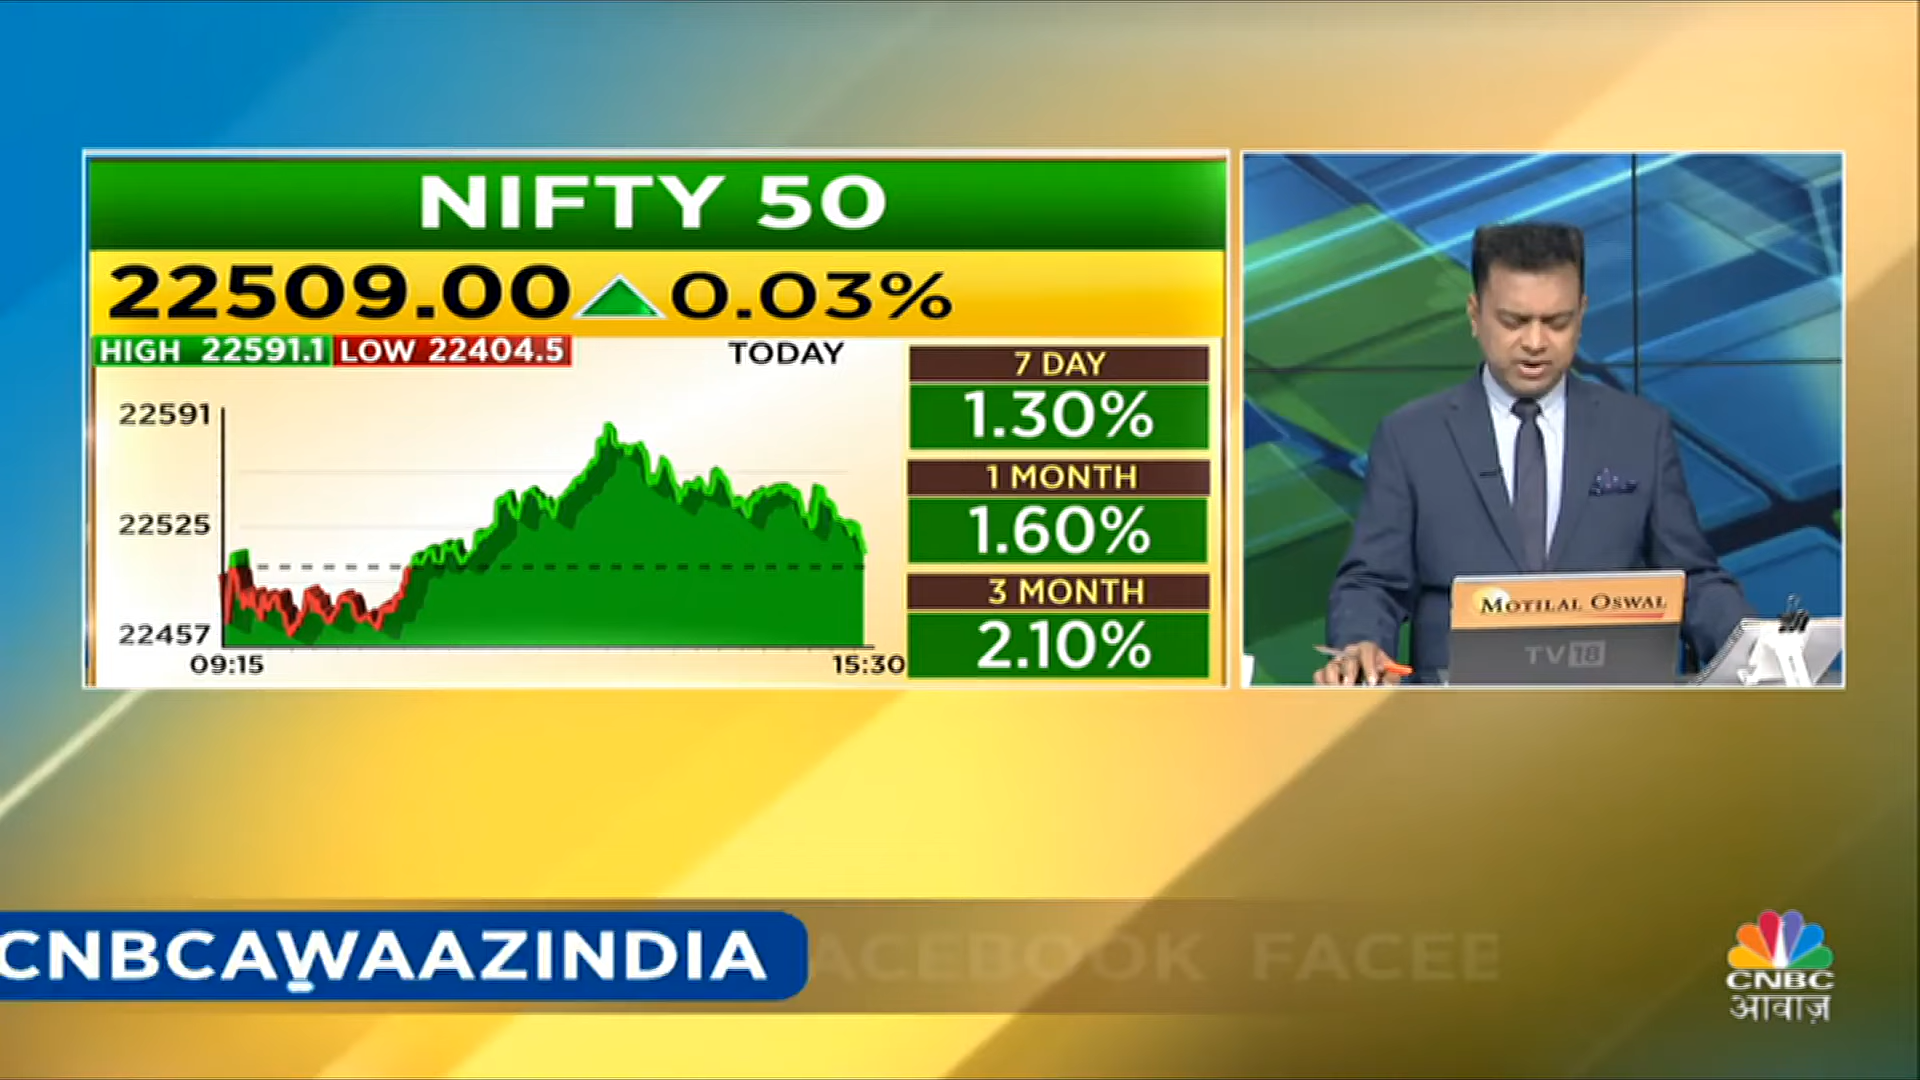 NIFTY 50
22509.00 0.03%
HIGH 22591.1 LOW 22404.5
TODAY
22591
22525
22457
09:15
15:30
7 DAY
1.30%
1 MONTH
1.60%
3 MONTH
2.10%
MOTILAL OSWAL
TV18
CNBCAWAAZINDIA
ACEBOOK FACEB
CNBC
आवाज़